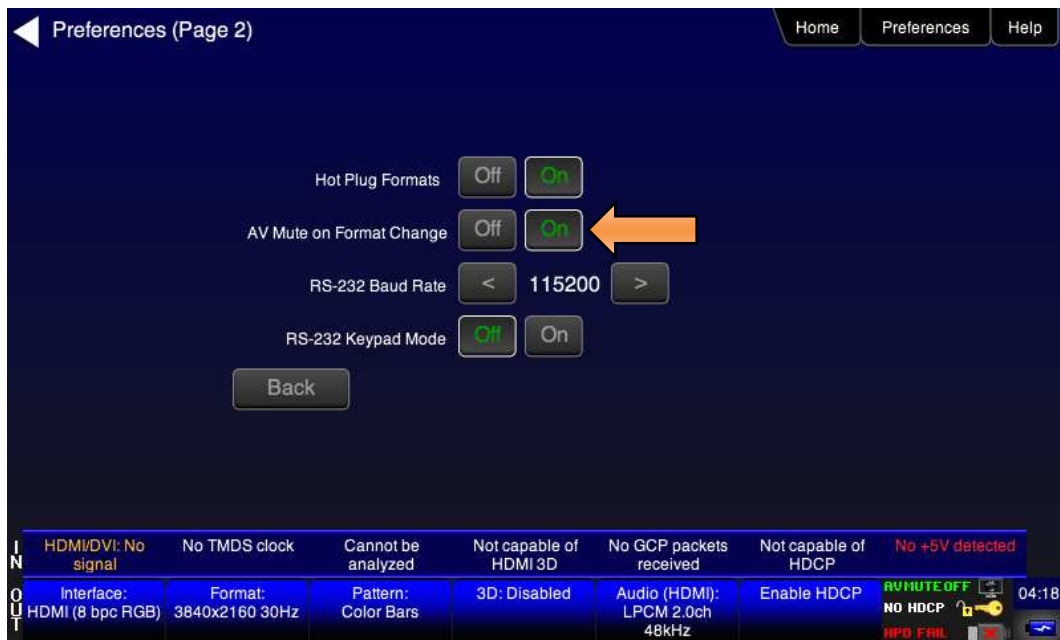 Preferences (Page 2)
Home
Preferences
Help
Hot Plug Formats
Off
On
AV Mute on Format Change
Off
On
RS-232 Baud Rate
<
115200
>
RS-232 Keypad Mode
Off
On
Back
IN
HDMI/DVI: No
signal
No TMDS clock
Cannot be
analyzed
Not capable of
HDMI 3D
No GCP packets
received
Not capable of
HDCP
No +5V detected
OUT
Interface:
HDMI (8 bpc RGB)
Format:
3840x2160 30Hz
Pattern:
Color Bars
3D: Disabled
Audio (HDMI):
LPCM 2.0ch
48kHz
Enable HDCP
AVMUTEOFF
NO HDCP
HPD FAIL
04:18